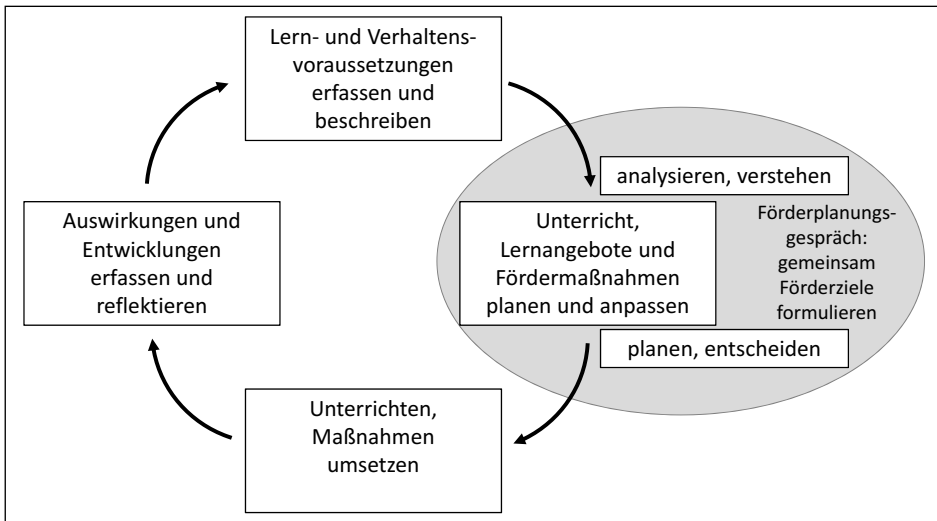 Lern- und Verhaltens-
voraussetzungen
erfassen und
beschreiben
analysieren, verstehen
Unterricht,
Lernangebote und
Fördermaßnahmen
planen und anpassen
Förderplanungs-
gespräch:
gemeinsam
Förderziele
formulieren
planen, entscheiden
Unterrichten,
Maßnahmen
umsetzen
Auswirkungen und
Entwicklungen
erfassen und
reflektieren